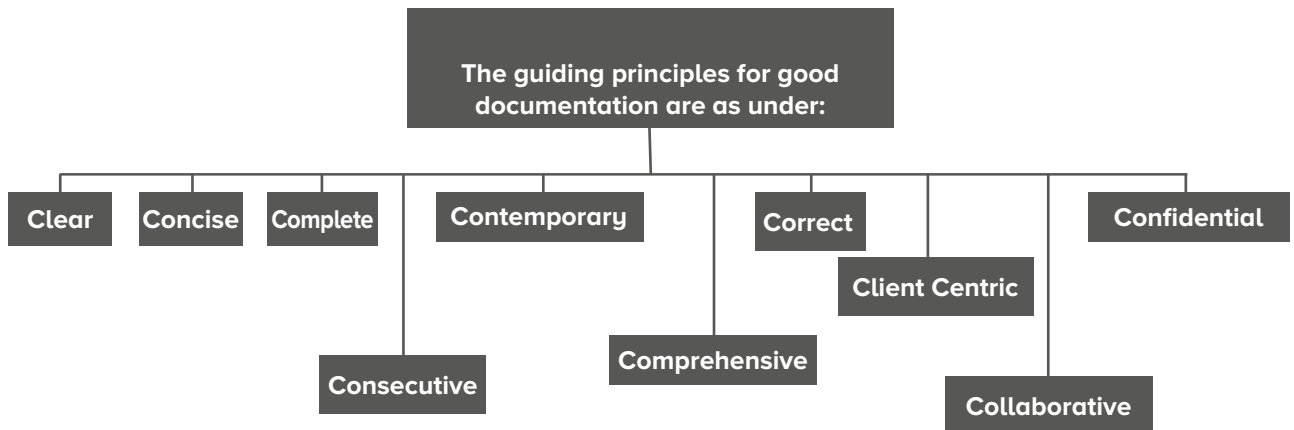 The guiding principles for good
documentation are as under:
Clear
Concise
Complete
Consecutive
Contemporary
Comprehensive
Correct
Client Centric
Collaborative
Confidential